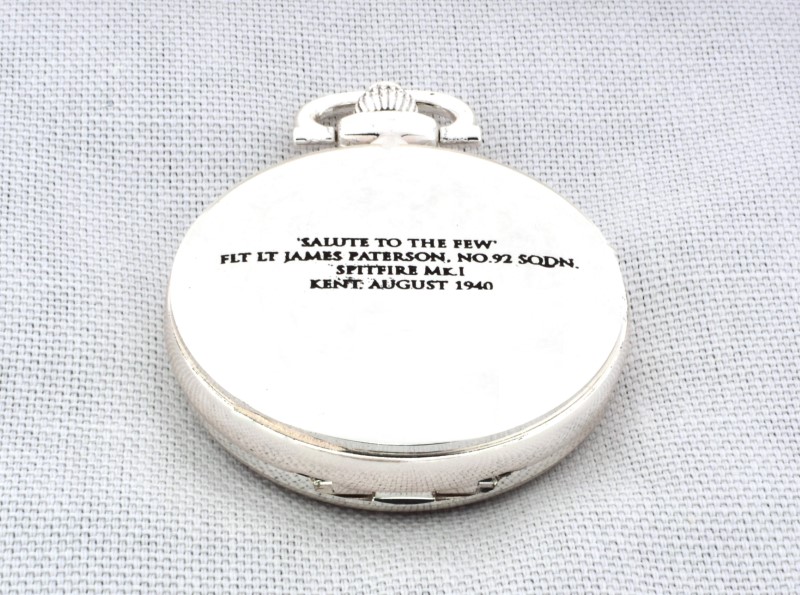 'SALUTE TO THE FEW'
FLT LT JAMES PATERSON, NO.92 SQDN.
SPITFIRE MK.I
KENT, AUGUST 1940